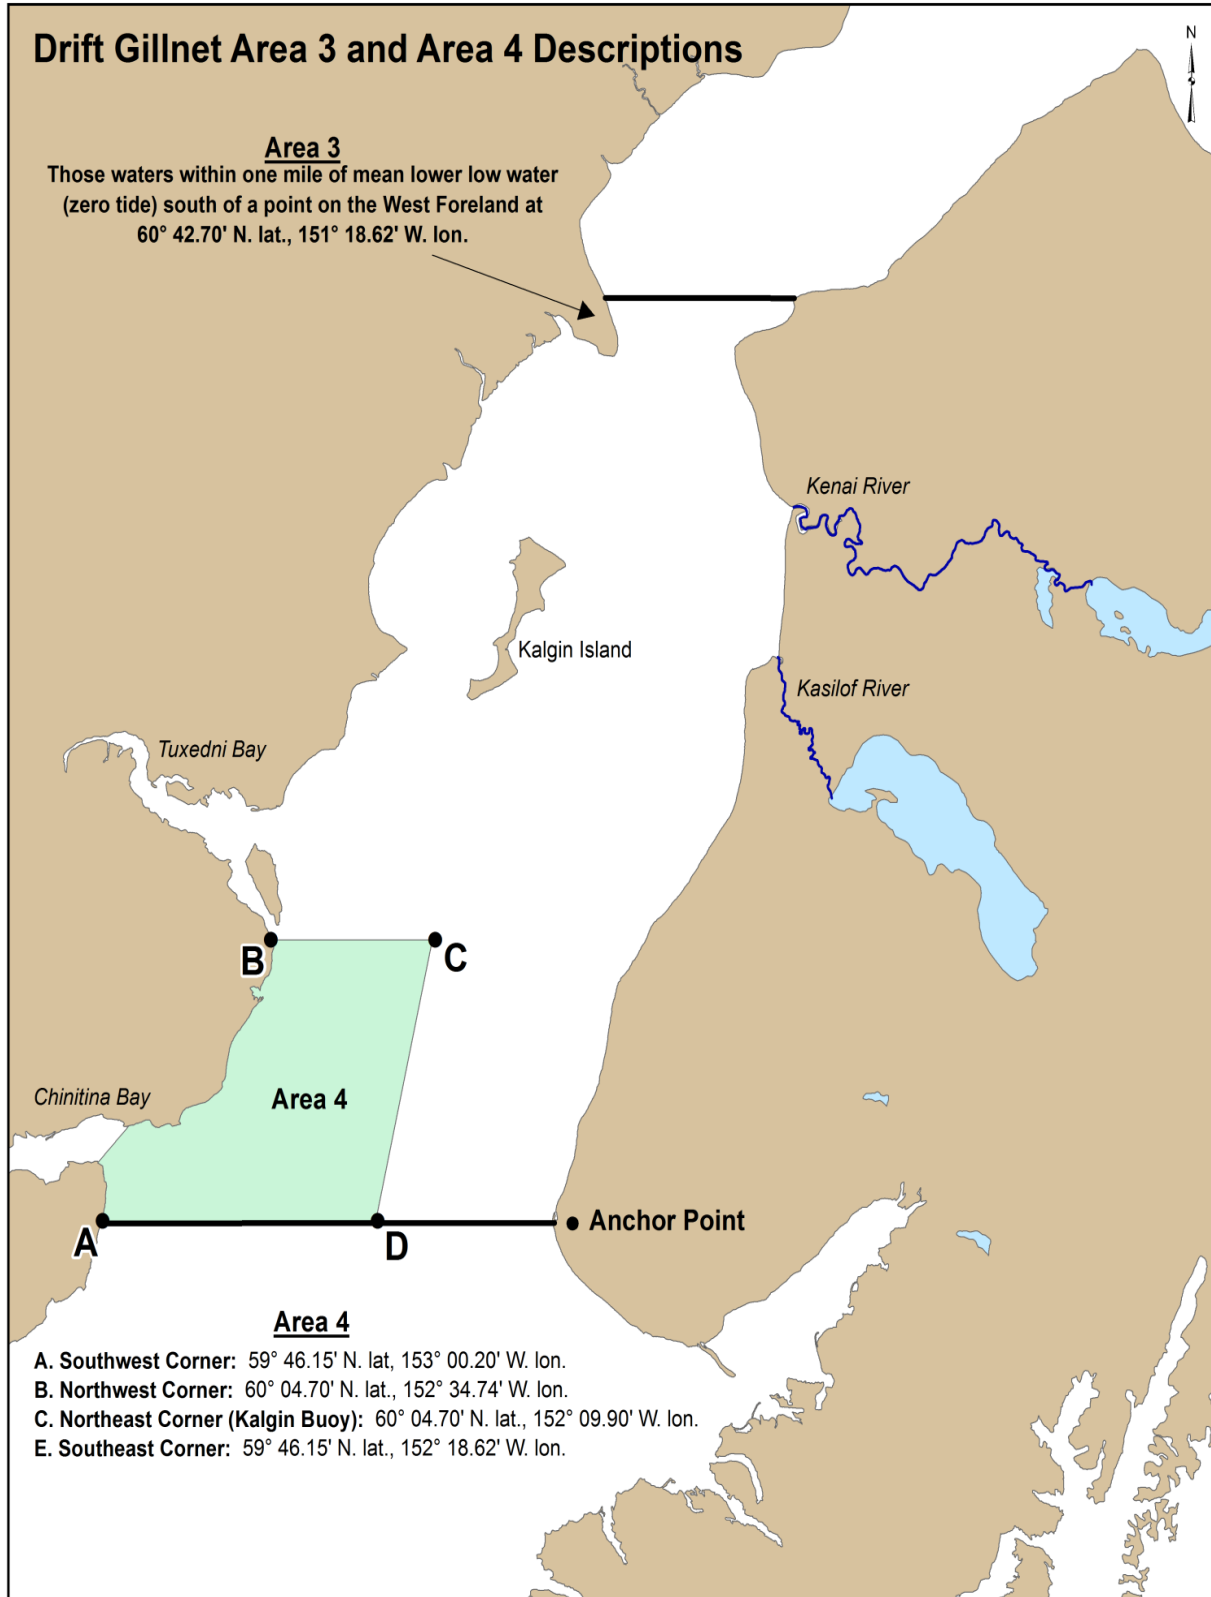 Drift Gillnet Area 3 and Area 4 Descriptions
N
Area 3
Those waters within one mile of mean lower low water
(zero tide) south of a point on the West Foreland at
60° 42.70' N. lat., 151° 18.62' W. lon.
Kenai River
Kalgin Island
Kasilof River
Tuxedni Bay
B
C
Chinitina Bay
Area 4
A
D
Anchor Point
Area 4
A. Southwest Corner: 59° 46.15' N. lat, 153° 00.20' W. lon.
B. Northwest Corner: 60° 04.70' N. lat., 152° 34.74' W. lon.
C. Northeast Corner (Kalgin Buoy): 60° 04.70' N. lat., 152° 09.90' W. lon.
E. Southeast Corner: 59° 46.15' N. lat., 152° 18.62' W. lon.